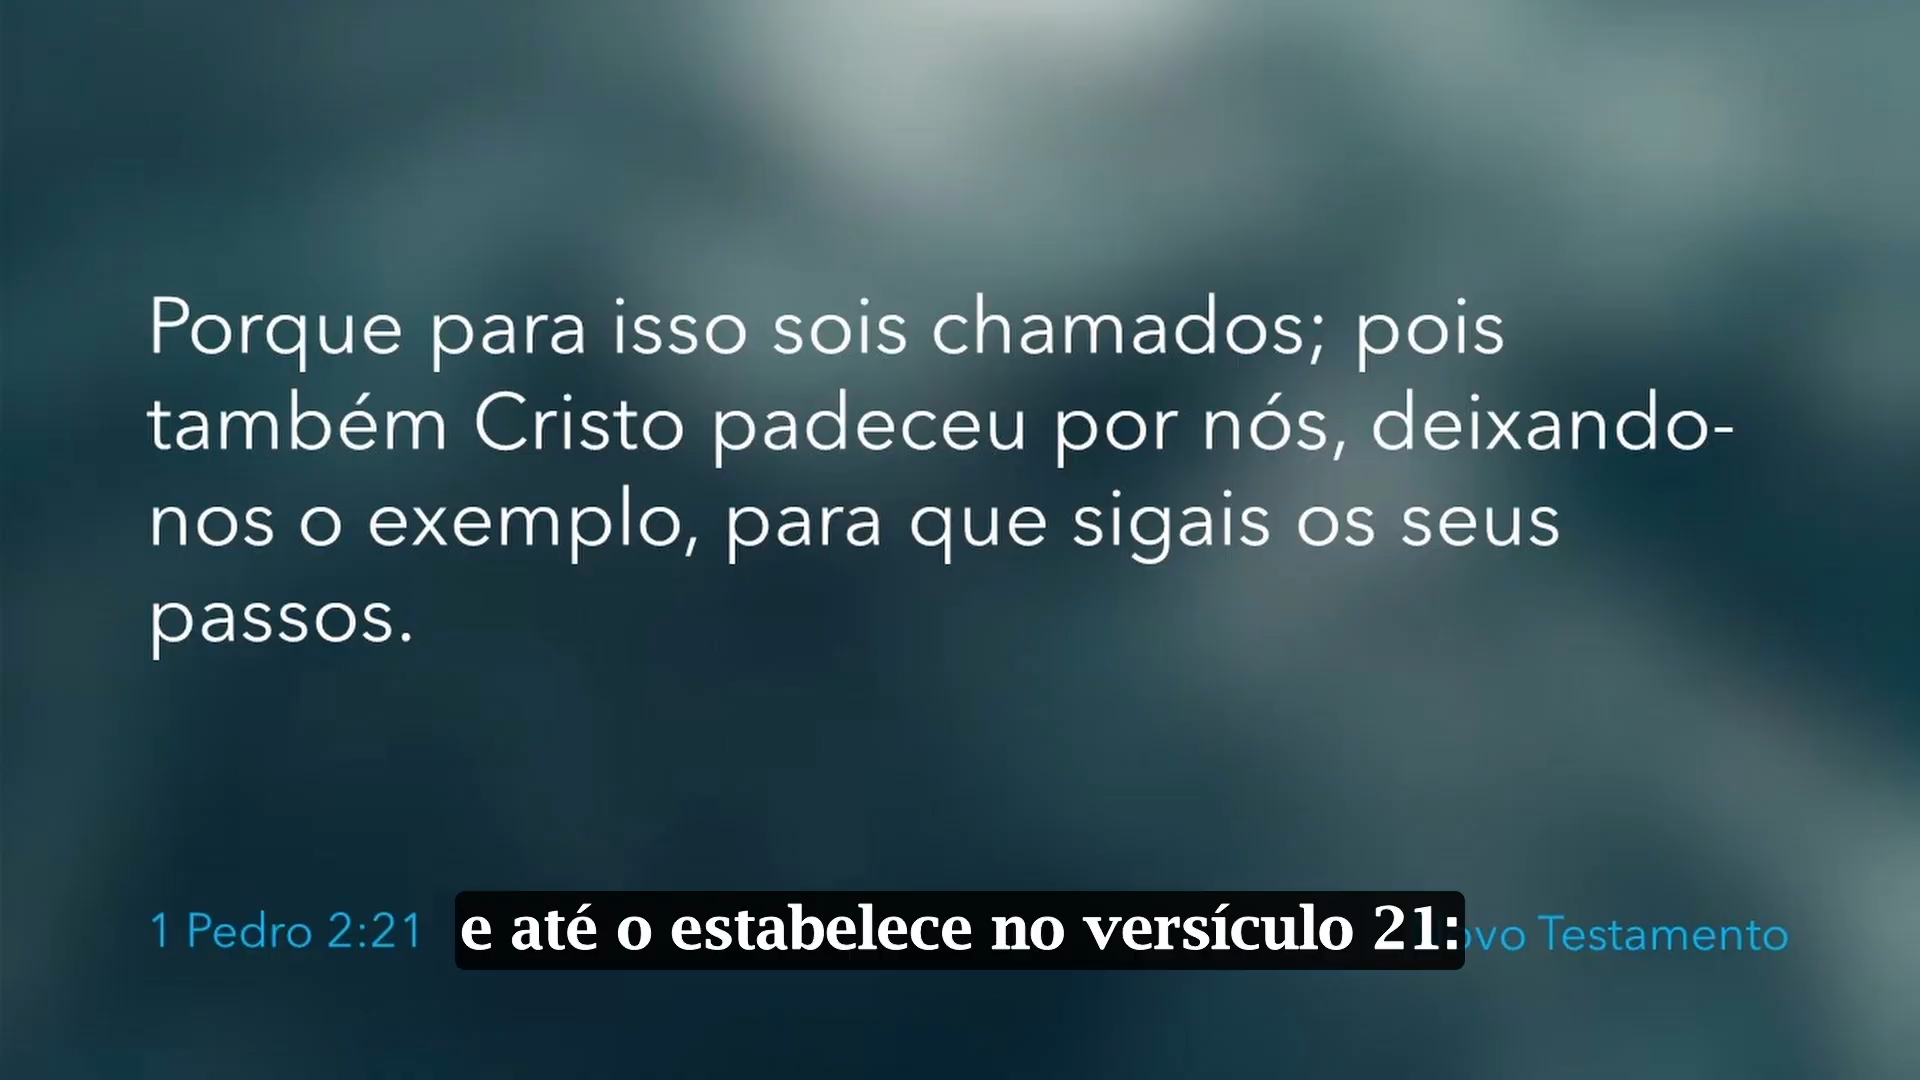 Porque para isso sois chamados; pois
também Cristo padeceu por nós, deixando-
nos o exemplo, para que sigais os seus
passos.
1 Pedro 2:21
e até o estabelece no versículo 21:
Testamento